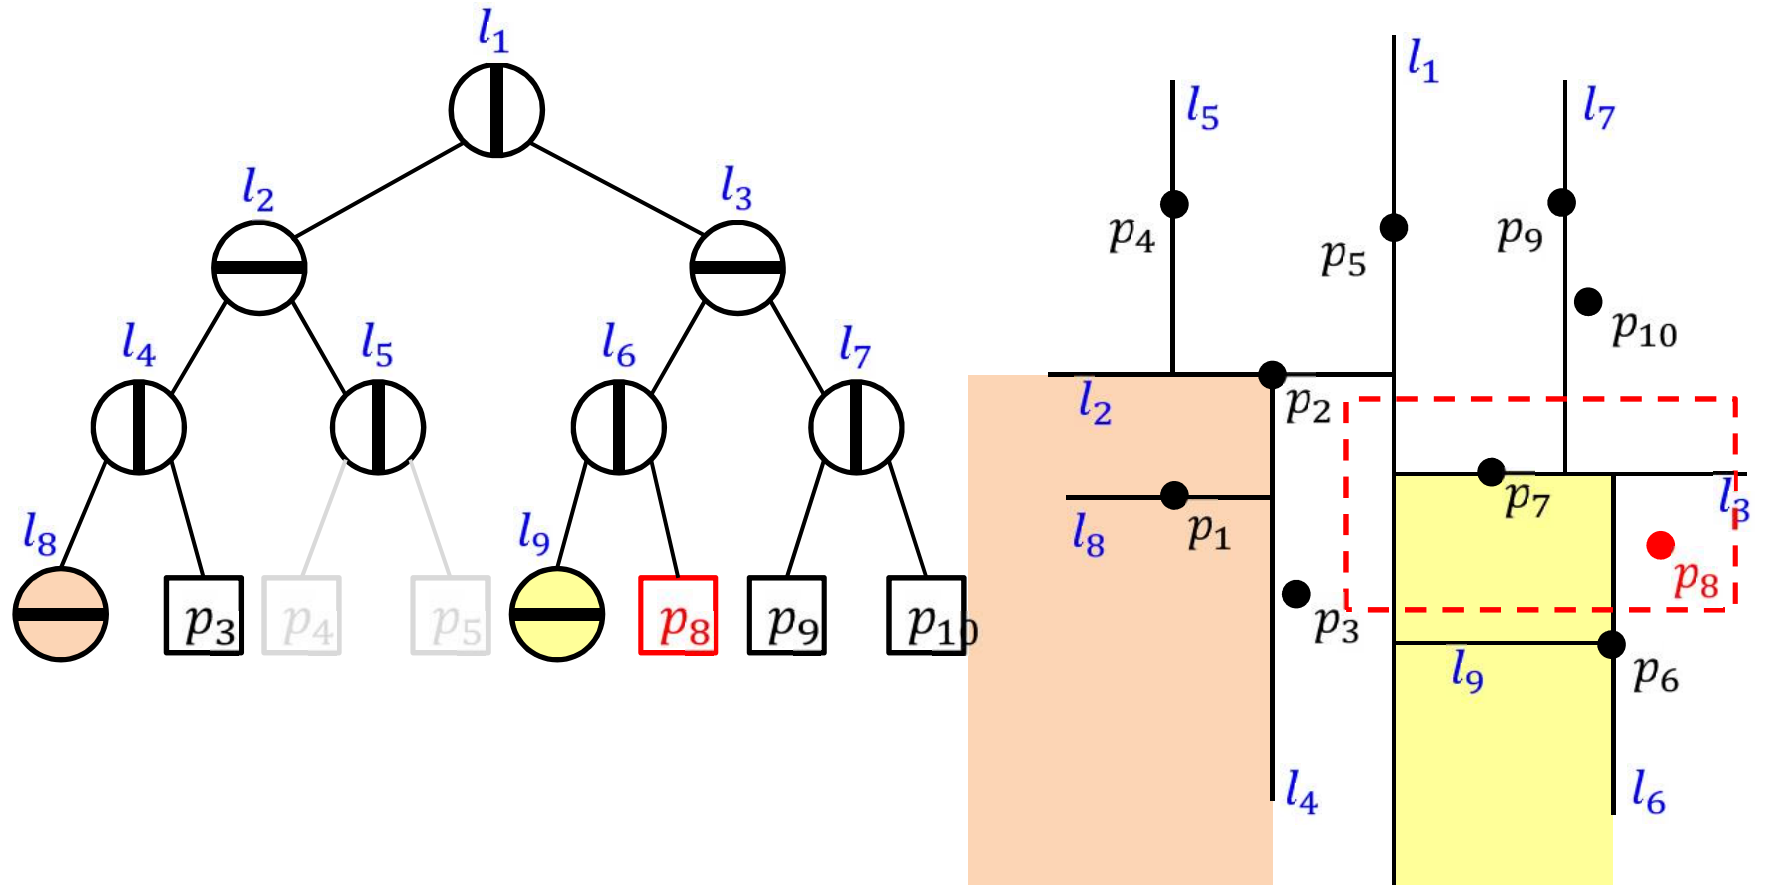 l₁
l₂
l₃
l₄
l₅
l₆
l₇
l₈
l₉
p₃
p₄
p₅
p₈
p₉
p₁₀
l₁
l₅
l₇
p₄
p₅
p₉
p₁₀
l₂
p₂
l₈
p₁
p₇
l₃
p₈
p₃
l₉
p₆
l₄
l₆